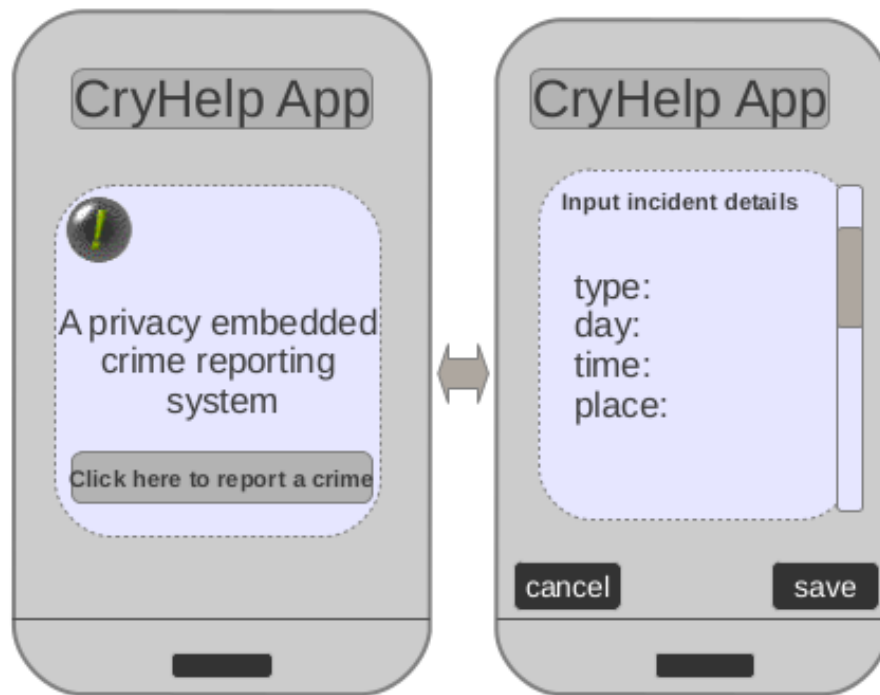 CryHelp App
A privacy embedded
crime reporting
system
Click here to report a crime
CryHelp App
Input incident details
type:
day:
time:
place:
cancel
save